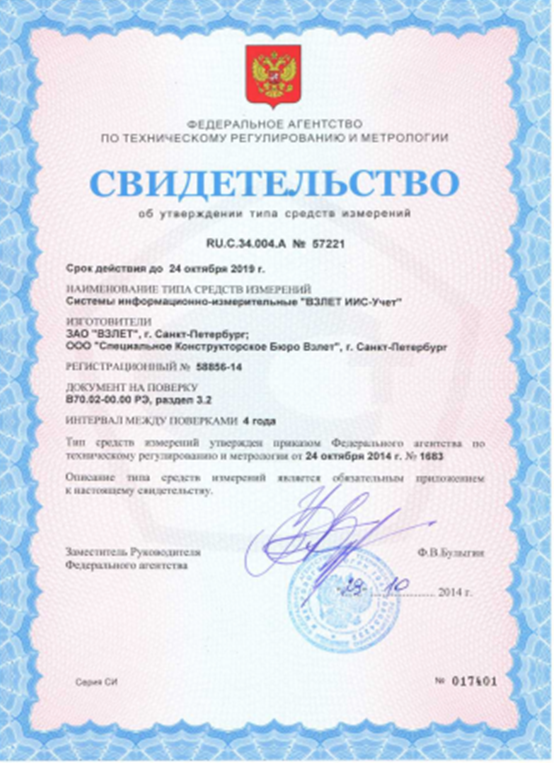 ФЕДЕРАЛЬНОЕ АГЕНТСТВО
ПО ТЕХНИЧЕСКОМУ РЕГУЛИРОВАНИЮ И МЕТРОЛОГИИ
СВИДЕТЕЛЬСТВО
об утверждении типа средств измерений
RU.C.34.004.A № 57221
Срок действия до 24 октября 2019 г.
НАИМЕНОВАНИЕ ТИПА СРЕДСТВ ИЗМЕРЕНИЙ
Системы информационно-измерительные "ВЗЛЕТ ИИС-Учет"
ИЗГОТОВИТЕЛИ
ЗАО "ВЗЛЕТ", г. Санкт-Петербург;
ООО "Специальное Конструкторское Бюро Взлет", г. Санкт-Петербург
РЕГИСТРАЦИОННЫЙ № 58856-14
ДОКУМЕНТ НА ПОВЕРКУ
В70.02-00.00 РЭ, раздел 3.2
ИНТЕРВАЛ МЕЖДУ ПОВЕРКАМИ 4 года
Тип средств измерений утвержден приказом Федерального агентства по
техническому регулированию и метрологии от 24 октября 2014 г. № 1683
Описание типа средств измерений является обязательным приложением
к настоящему свидетельству.
Заместитель Руководителя Ф.В.Булыгин
Федерального агентства
"29" 10 2014 г.
Серия СИ № 017401